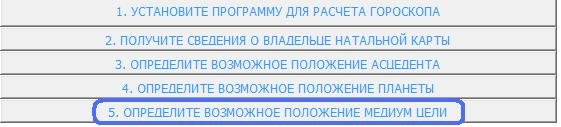 1. УСТАНОВИТЕ ПРОГРАММУ ДЛЯ РАСЧЕТА ГОРОСКОПА
2. ПОЛУЧИТЕ СВЕДЕНИЯ О ВЛАДЕЛЬЦЕ НАТАЛЬНОЙ КАРТЫ
3. ОПРЕДЕЛИТЕ ВОЗМОЖНОЕ ПОЛОЖЕНИЕ АСЦЕДЕНТА
4. ОПРЕДЕЛИТЕ ВОЗМОЖНОЕ ПОЛОЖЕНИЕ ПЛАНЕТЫ
5. ОПРЕДЕЛИТЕ ВОЗМОЖНОЕ ПОЛОЖЕНИЕ МЕДИУМ ЦЕЛИ